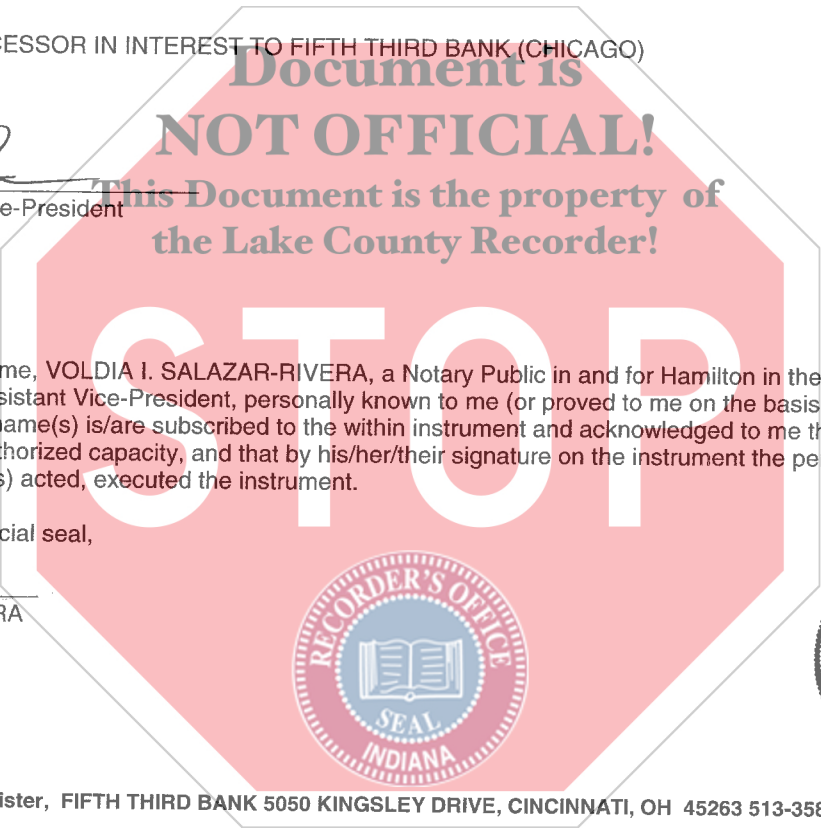 CESSOR IN INTEREST TO FIFTH THIRD BANK (CHICAGO)
Document is
NOT OFFICIAL!
This Document is the property of
e-President
the Lake County Recorder!
STOP
me, VOLDIA I. SALAZAR-RIVERA, a Notary Public in and for Hamilton in the
sistant Vice-President, personally known to me (or proved to me on the basis
name(s) is/are subscribed to the within instrument and acknowledged to me th
thorized capacity, and that by his/her/their signature on the instrument the pe
s) acted, executed the instrument.
cial seal,
RA
RECORDER'S OFFICE
SEAL
INDIANA
ister, FIFTH THIRD BANK 5050 KINGSLEY DRIVE, CINCINNATI, OH 45263 513-358